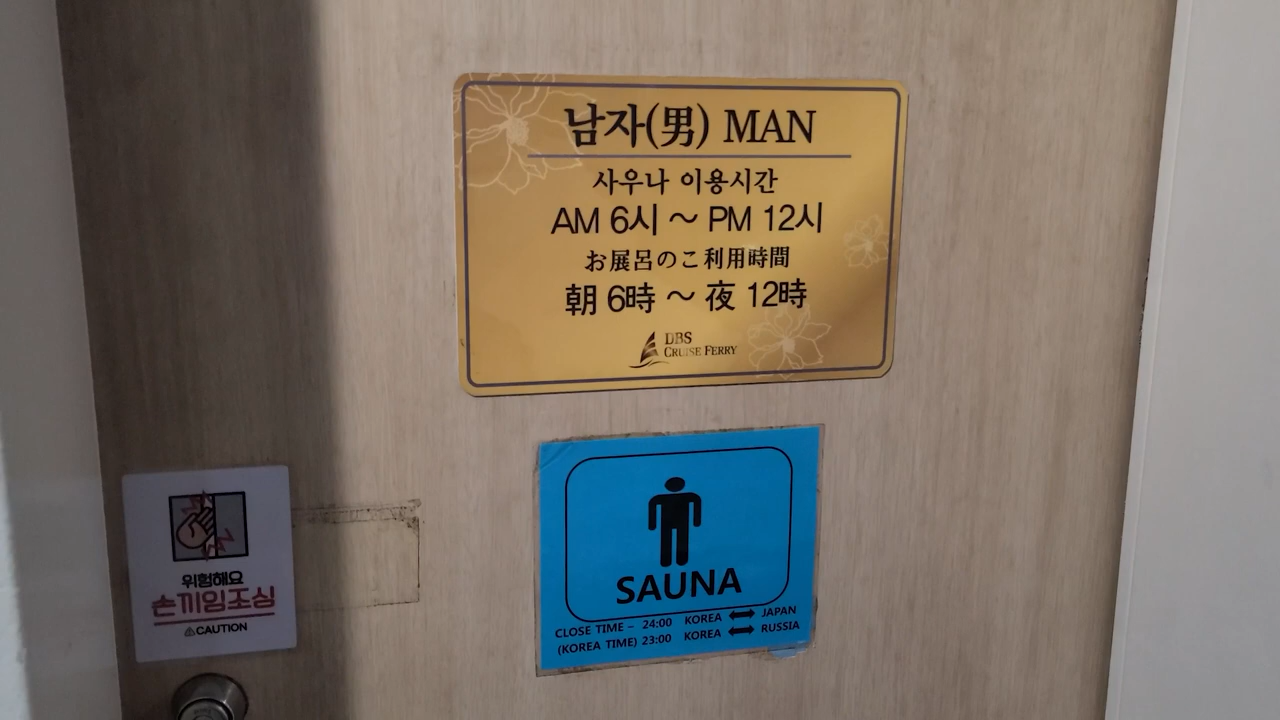 남자(男) MAN
사우나 이용시간
AM 6시 ～ PM 12시
お展呂のこ利用時間
朝 6時 ～ 夜 12時
DBS
CRUISE FERRY
SAUNA
CLOSE TIME – 24:00 KOREA ⟷ JAPAN
(KOREA TIME) 23:00 KOREA ⟷ RUSSIA
위험해요
손끼임조심
⚠CAUTION